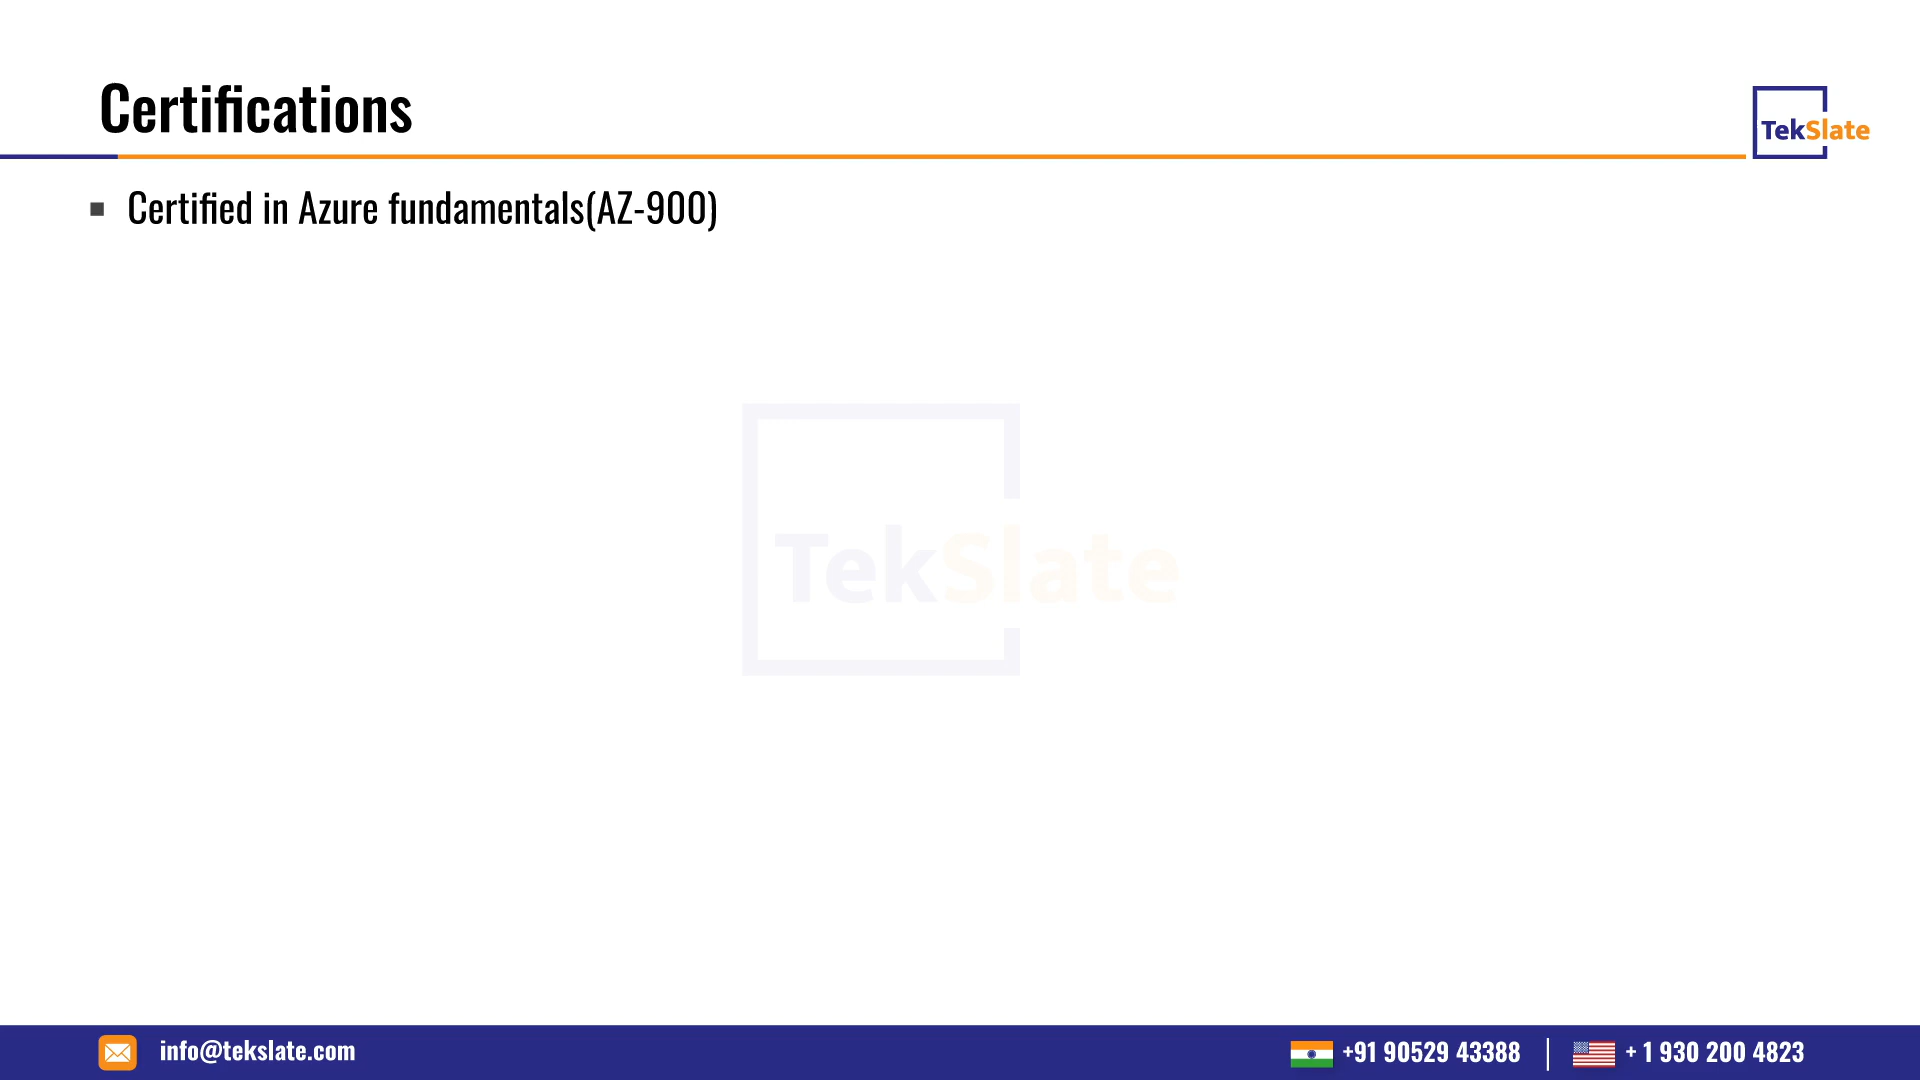 Certifications
TekSlate
Certified in Azure fundamentals(AZ-900)
TekSlate
info@tekslate.com
+91 90529 43388
+ 1 930 200 4823